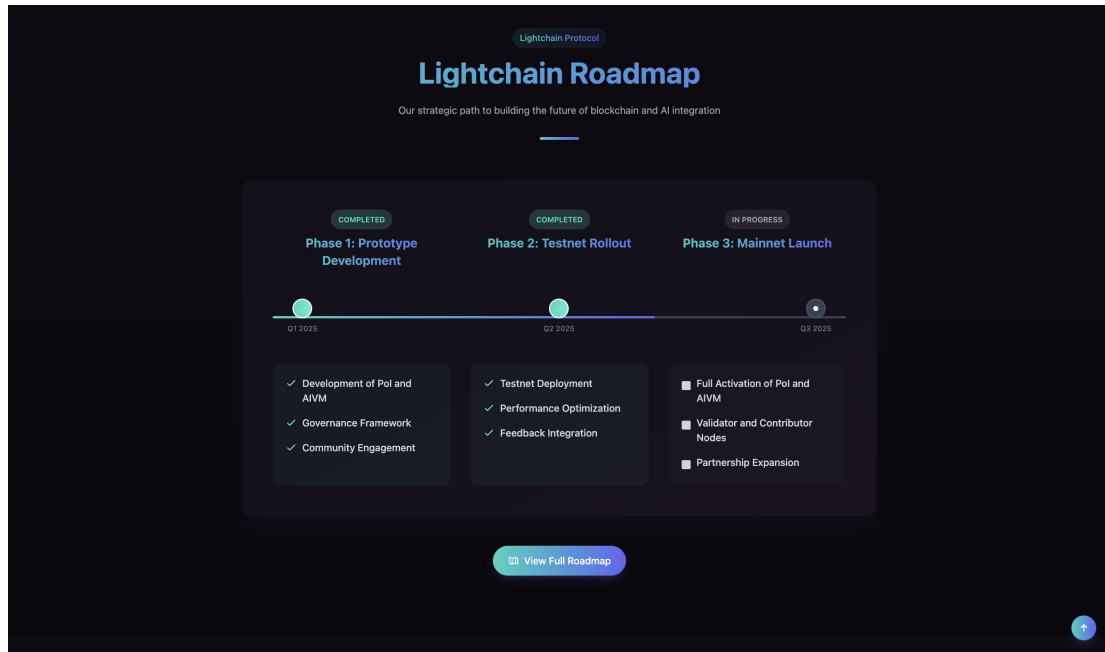 Lightchain Protocol
Lightchain Roadmap
Our strategic path to building the future of blockchain and AI integration
COMPLETED
Phase 1: Prototype
Development
COMPLETED
Phase 2: Testnet Rollout
IN PROGRESS
Phase 3: Mainnet Launch
Q1 2025
Q2 2025
Q3 2025
Development of PoI and
AIVM
Governance Framework
Community Engagement
Testnet Deployment
Performance Optimization
Feedback Integration
Full Activation of PoI and
AIVM
Validator and Contributor
Nodes
Partnership Expansion
View Full Roadmap